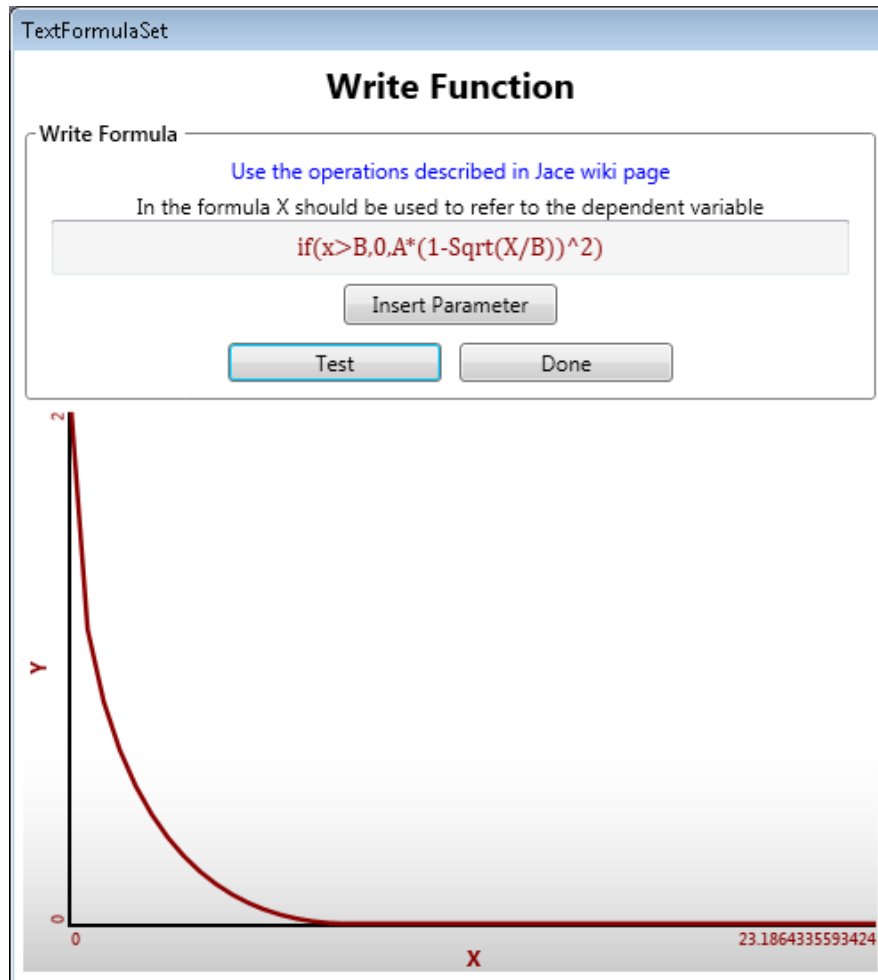 TextFormulaSet
Write Function
Write Formula
Use the operations described in Jace wiki page
In the formula X should be used to refer to the dependent variable
if(x>B,0,A*(1-Sqrt(X/B))^2)
Insert Parameter
Test Done
2
Y
0
0 23.1864335593424
X